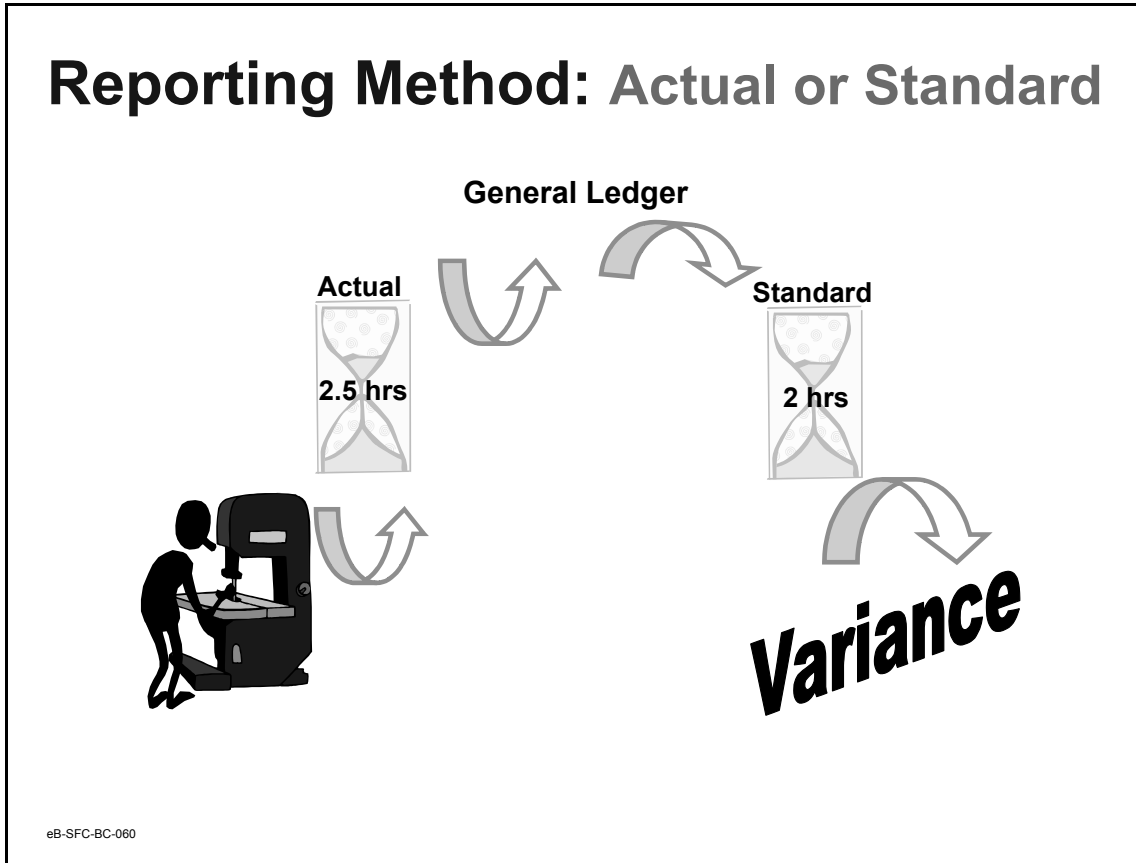 Reporting Method: Actual or Standard
General Ledger
Actual
2.5 hrs
Standard
2 hrs
Variance
eB-SFC-BC-060